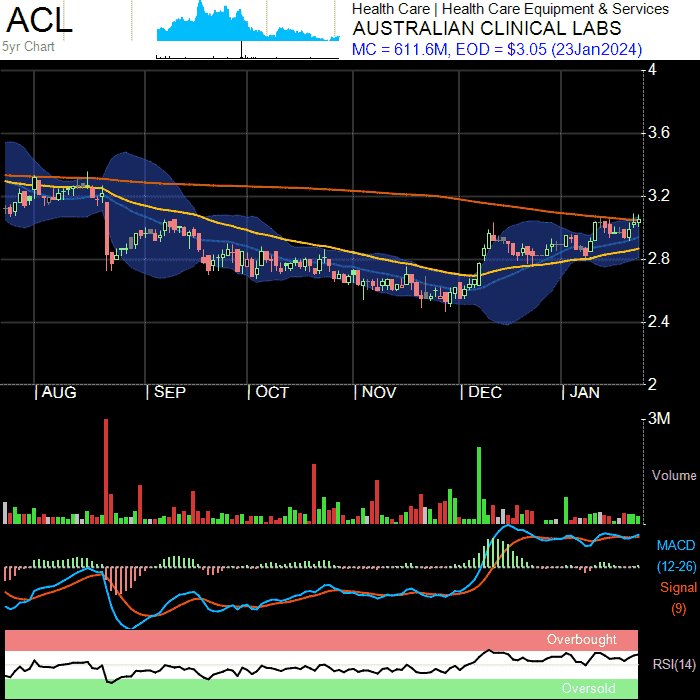 ACL
5yr Chart
Health Care | Health Care Equipment & Services
AUSTRALIAN CLINICAL LABS
MC = 611.6M, EOD = $3.05 (23Jan2024)
4
3.6
3.2
2.8
2.4
2
| AUG | SEP | OCT | NOV | DEC | JAN
3M
Volume
MACD
(12-26)
Signal
(9)
Overbought
RSI(14)
Oversold